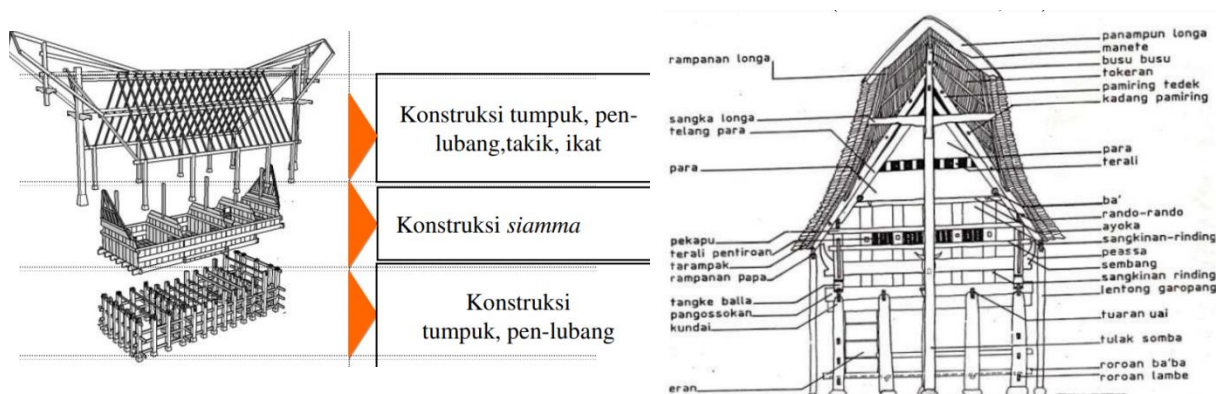 Konstruksi tumpuk, pen-
lubang,takik, ikat
Konstruksi siamma
Konstruksi
tumpuk, pen-lubang
rampanan longa
sangka longa
telang para
para
pekapu
terali pentiroan
tarampak
rampanan papa
tangke balla
pangossokan
kundai
eran
panampun longa
manete
busu busu
tokeran
pamiring tedek
kadang pamiring
para
terali
ba'
rando-rando
ayoka
sangkinan-rinding
peassa
sembang
sangkinan rinding
lentong garopang
tuaran uai
tulak somba
roroan ba'ba
roroan lambe